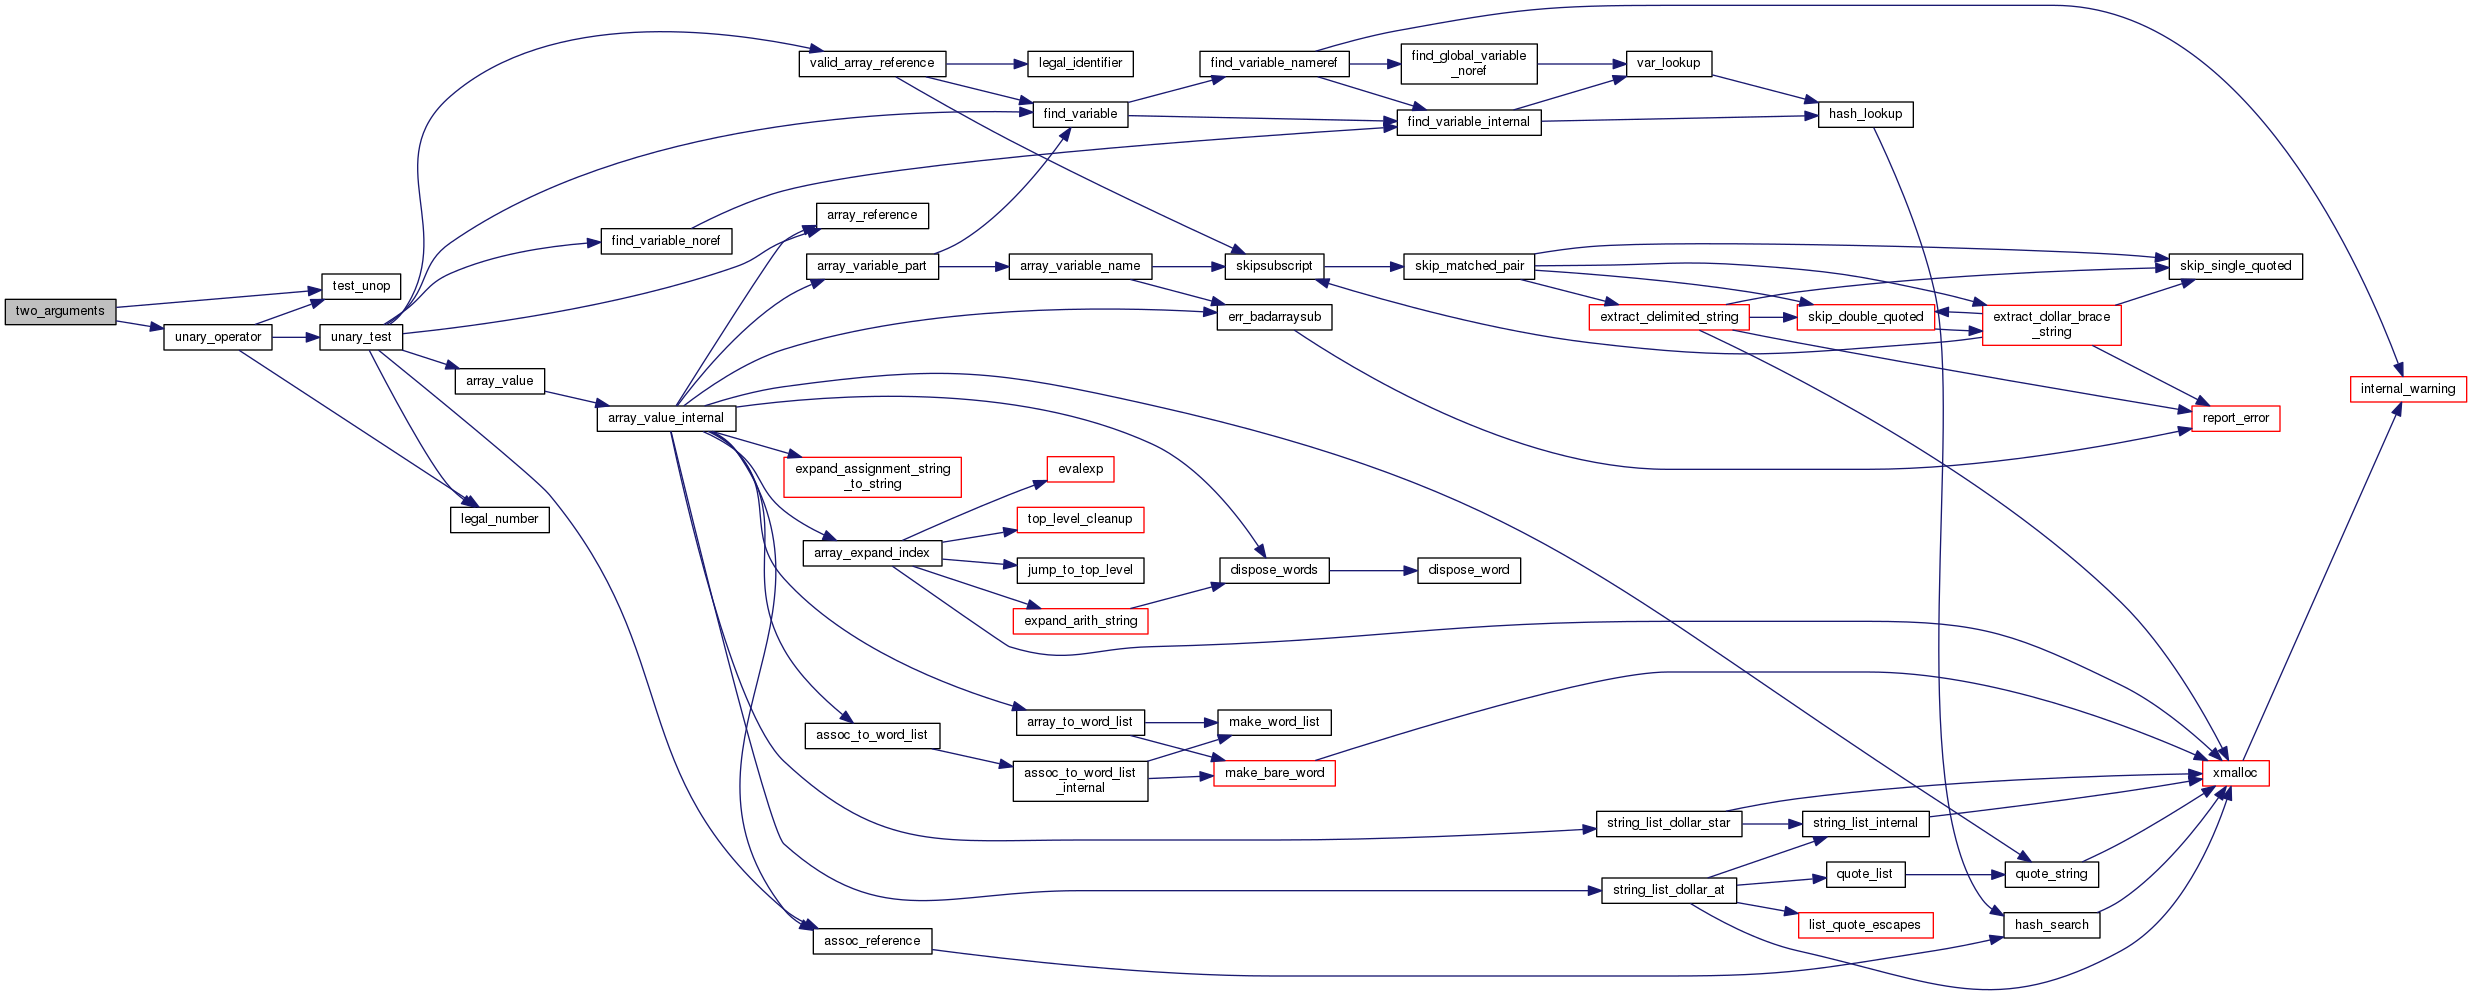 two_arguments
test_unop
unary_operator
unary_test
valid_array_reference
legal_identifier
find_variable
find_variable_nameref
find_global_variable
_noref
var_lookup
find_variable_internal
hash_lookup
array_reference
find_variable_noref
array_variable_part
array_variable_name
skipsubscript
skip_matched_pair
skip_single_quoted
err_badarraysub
extract_delimited_string
skip_double_quoted
extract_dollar_brace
_string
array_value
array_value_internal
internal_warning
report_error
expand_assignment_string
_to_string
evalexp
legal_number
top_level_cleanup
array_expand_index
jump_to_top_level
dispose_words
dispose_word
expand_arith_string
array_to_word_list
make_word_list
assoc_to_word_list
assoc_to_word_list
_internal
make_bare_word
xmalloc
string_list_dollar_star
string_list_internal
string_list_dollar_at
quote_list
quote_string
list_quote_escapes
hash_search
assoc_reference